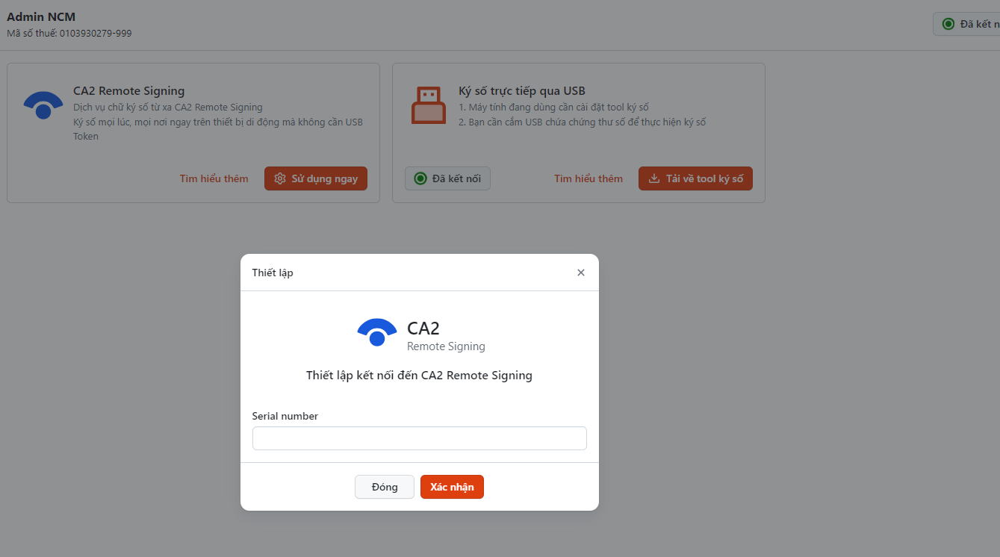 Admin NCM
Mã số thuế: 0103930279-999
Đã kết n
CA2 Remote Signing
Dịch vụ chữ ký số từ xa CA2 Remote Signing
Ký số mọi lúc, mọi nơi ngay trên thiết bị di động mà không cần USB
Token
Tìm hiểu thêm
Sử dụng ngay
Ký số trực tiếp qua USB
1. Máy tính đang dùng cần cài đặt tool ký số
2. Bạn cần cắm USB chứa chứng thư số để thực hiện ký số
Đã kết nối
Tìm hiểu thêm
Tải về tool ký số
Thiết lập
CA2
Remote Signing
Thiết lập kết nối đến CA2 Remote Signing
Serial number
Đóng
Xác nhận